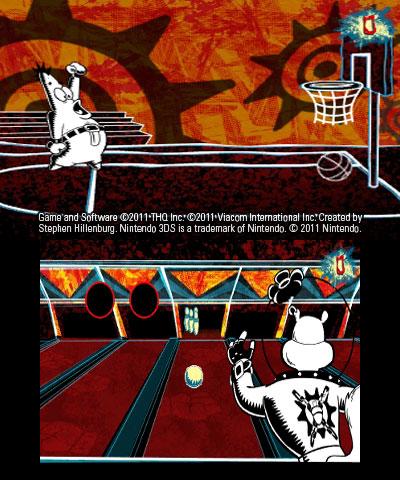 Game and Software ©2011 THQ Inc. ©2011 Viacom International Inc. Created by
Stephen Hillenburg. Nintendo 3DS is a trademark of Nintendo. © 2011 Nintendo.